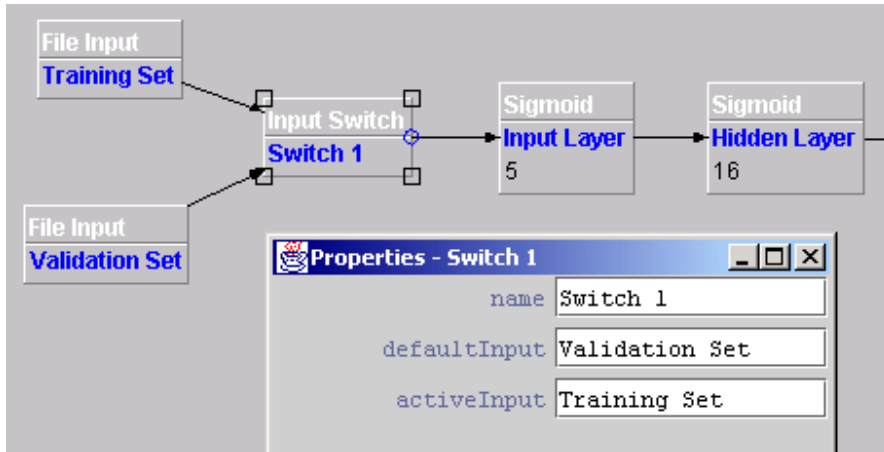 File Input
Training Set
Input Switch
Switch 1
Sigmoid
Input Layer
5
Sigmoid
Hidden Layer
16
File Input
Validation Set
Properties - Switch 1
name Switch 1
defaultInput Validation Set
activeInput Training Set